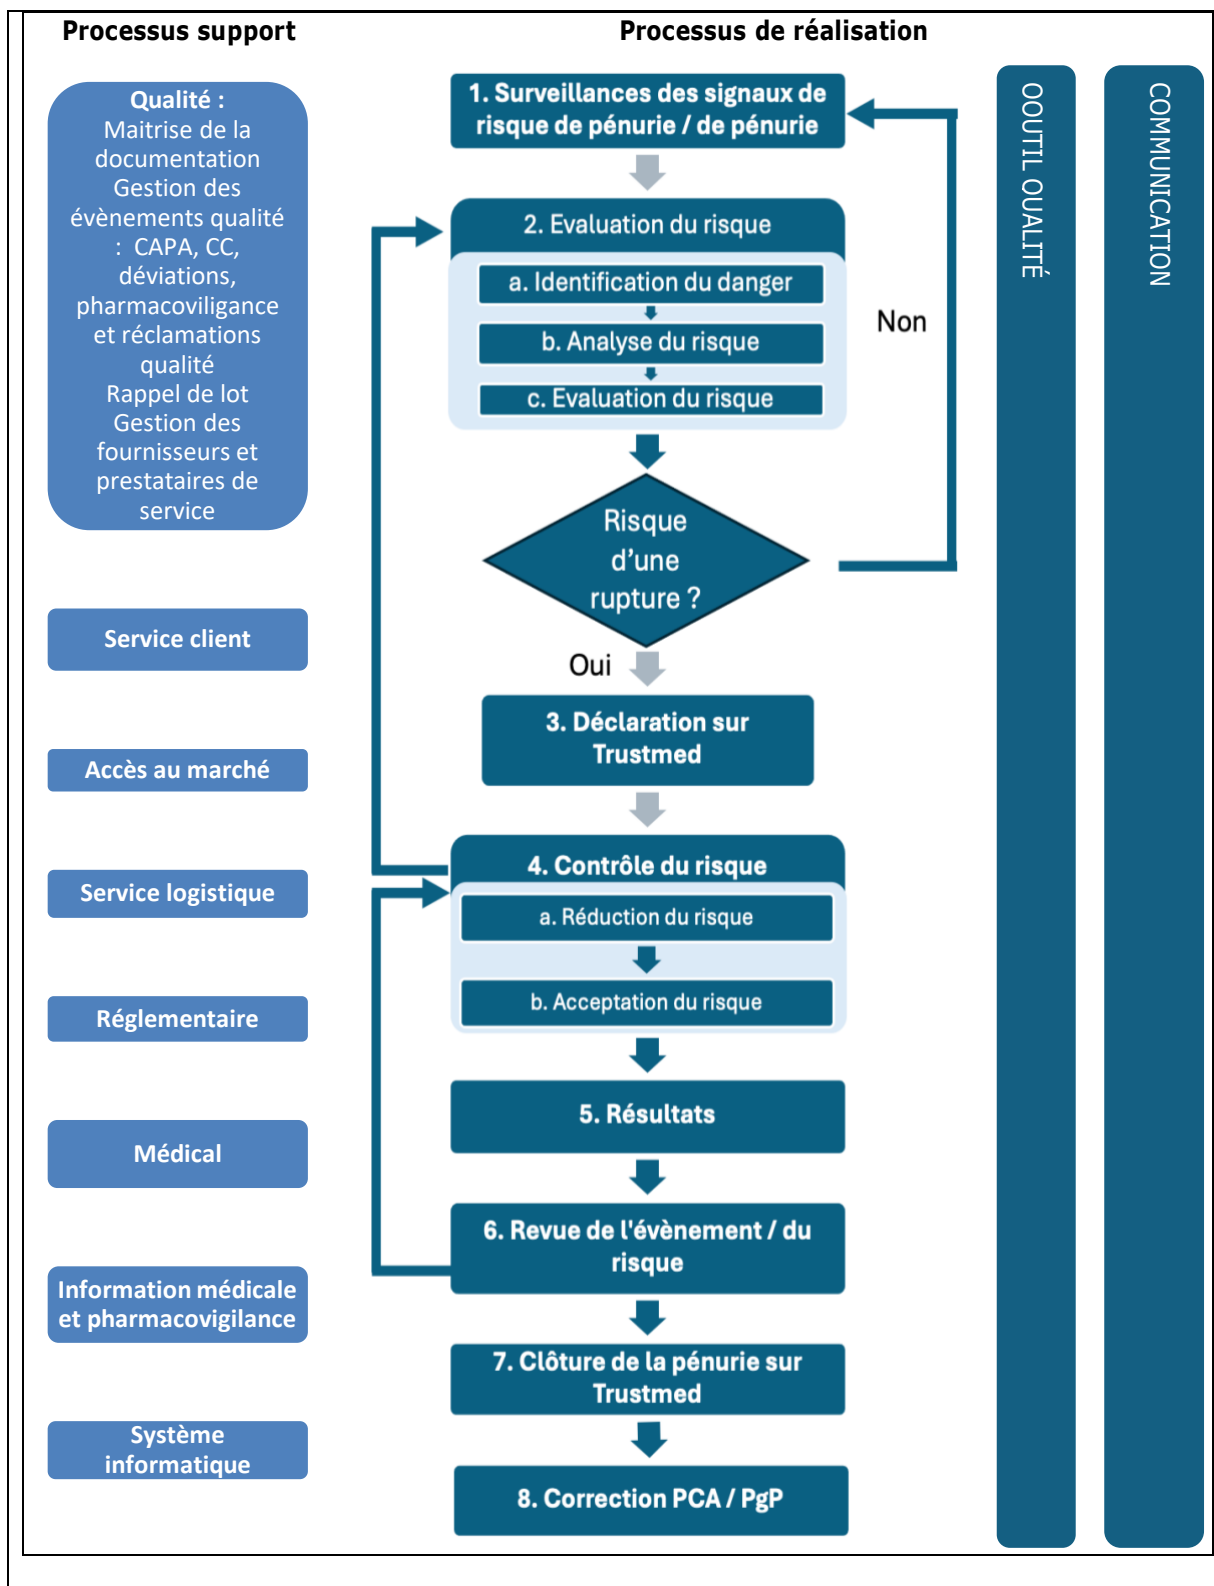 Processus support
Processus de réalisation
Qualité :
Maitrise de la
documentation
Gestion des
évènements qualité
: CAPA, CC,
déviations,
pharmacoviligance
et réclamations
qualité
Rappel de lot
Gestion des
fournisseurs et
prestataires de
service
Service client
Accès au marché
Service logistique
Réglementaire
Médical
Information médicale
et pharmacovigilance
Système
informatique
1. Surveillances des signaux de
risque de pénurie / de pénurie
2. Evaluation du risque
a. Identification du danger
b. Analyse du risque
c. Evaluation du risque
Non
Risque
d'une
rupture ?
Oui
3. Déclaration sur
Trustmed
4. Contrôle du risque
a. Réduction du risque
b. Acceptation du risque
5. Résultats
6. Revue de l'évènement / du
risque
7. Clôture de la pénurie sur
Trustmed
8. Correction PCA / PgP
OOUTIL QUALITÉ
COMMUNICATION